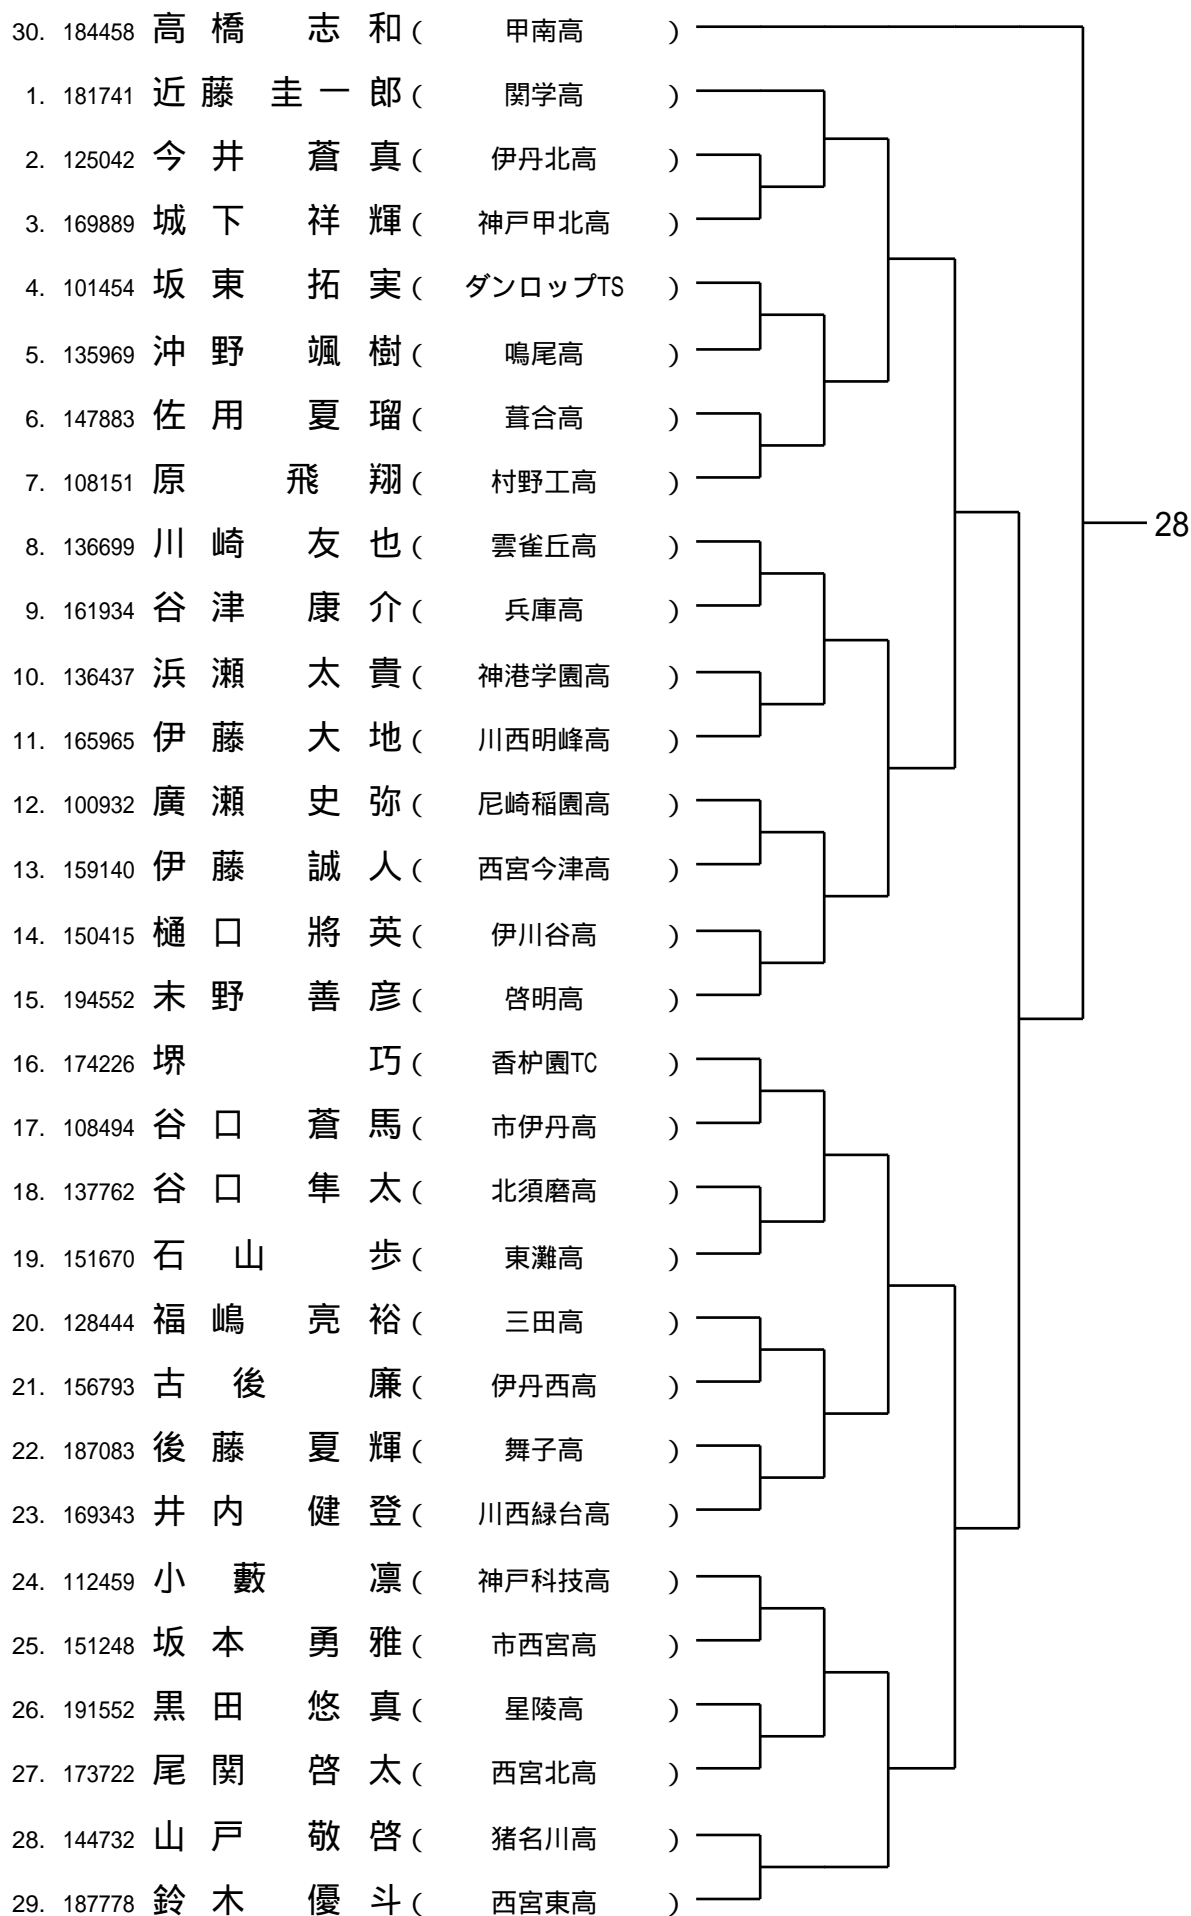 30. 184458 高橋 志和( 甲南高 )
1. 181741 近藤 圭一郎( 関学高 )
2. 125042 今井 蒼真( 伊丹北高 )
3. 169889 城下 祥輝( 神戸甲北高 )
4. 101454 坂東 拓実( ダンロップTS )
5. 135969 沖野 颯樹( 鳴尾高 )
6. 147883 佐用 夏瑠( 葺合高 )
7. 108151 原 飛翔( 村野工高 )
28
8. 136699 川崎 友也( 雲雀丘高 )
9. 161934 谷津 康介( 兵庫高 )
10. 136437 浜瀬 太貴( 神港学園高 )
11. 165965 伊藤 大地( 川西明峰高 )
12. 100932 廣瀬 史弥( 尼崎稲園高 )
13. 159140 伊藤 誠人( 西宮今津高 )
14. 150415 樋口 將英( 伊川谷高 )
15. 194552 末野 善彦( 啓明高 )
16. 174226 堺 巧( 香枦園TC )
17. 108494 谷口 蒼馬( 市伊丹高 )
18. 137762 谷口 隼太( 北須磨高 )
19. 151670 石山 歩( 東灘高 )
20. 128444 福嶋 亮裕( 三田高 )
21. 156793 古後 廉( 伊丹西高 )
22. 187083 後藤 夏輝( 舞子高 )
23. 169343 井内 健登( 川西緑台高 )
24. 112459 小藪 凛( 神戸科技高 )
25. 151248 坂本 勇雅( 市西宮高 )
26. 191552 黒田 悠真( 星陵高 )
27. 173722 尾関 啓太( 西宮北高 )
28. 144732 山戸 敬啓( 猪名川高 )
29. 187778 鈴木 優斗( 西宮東高 )